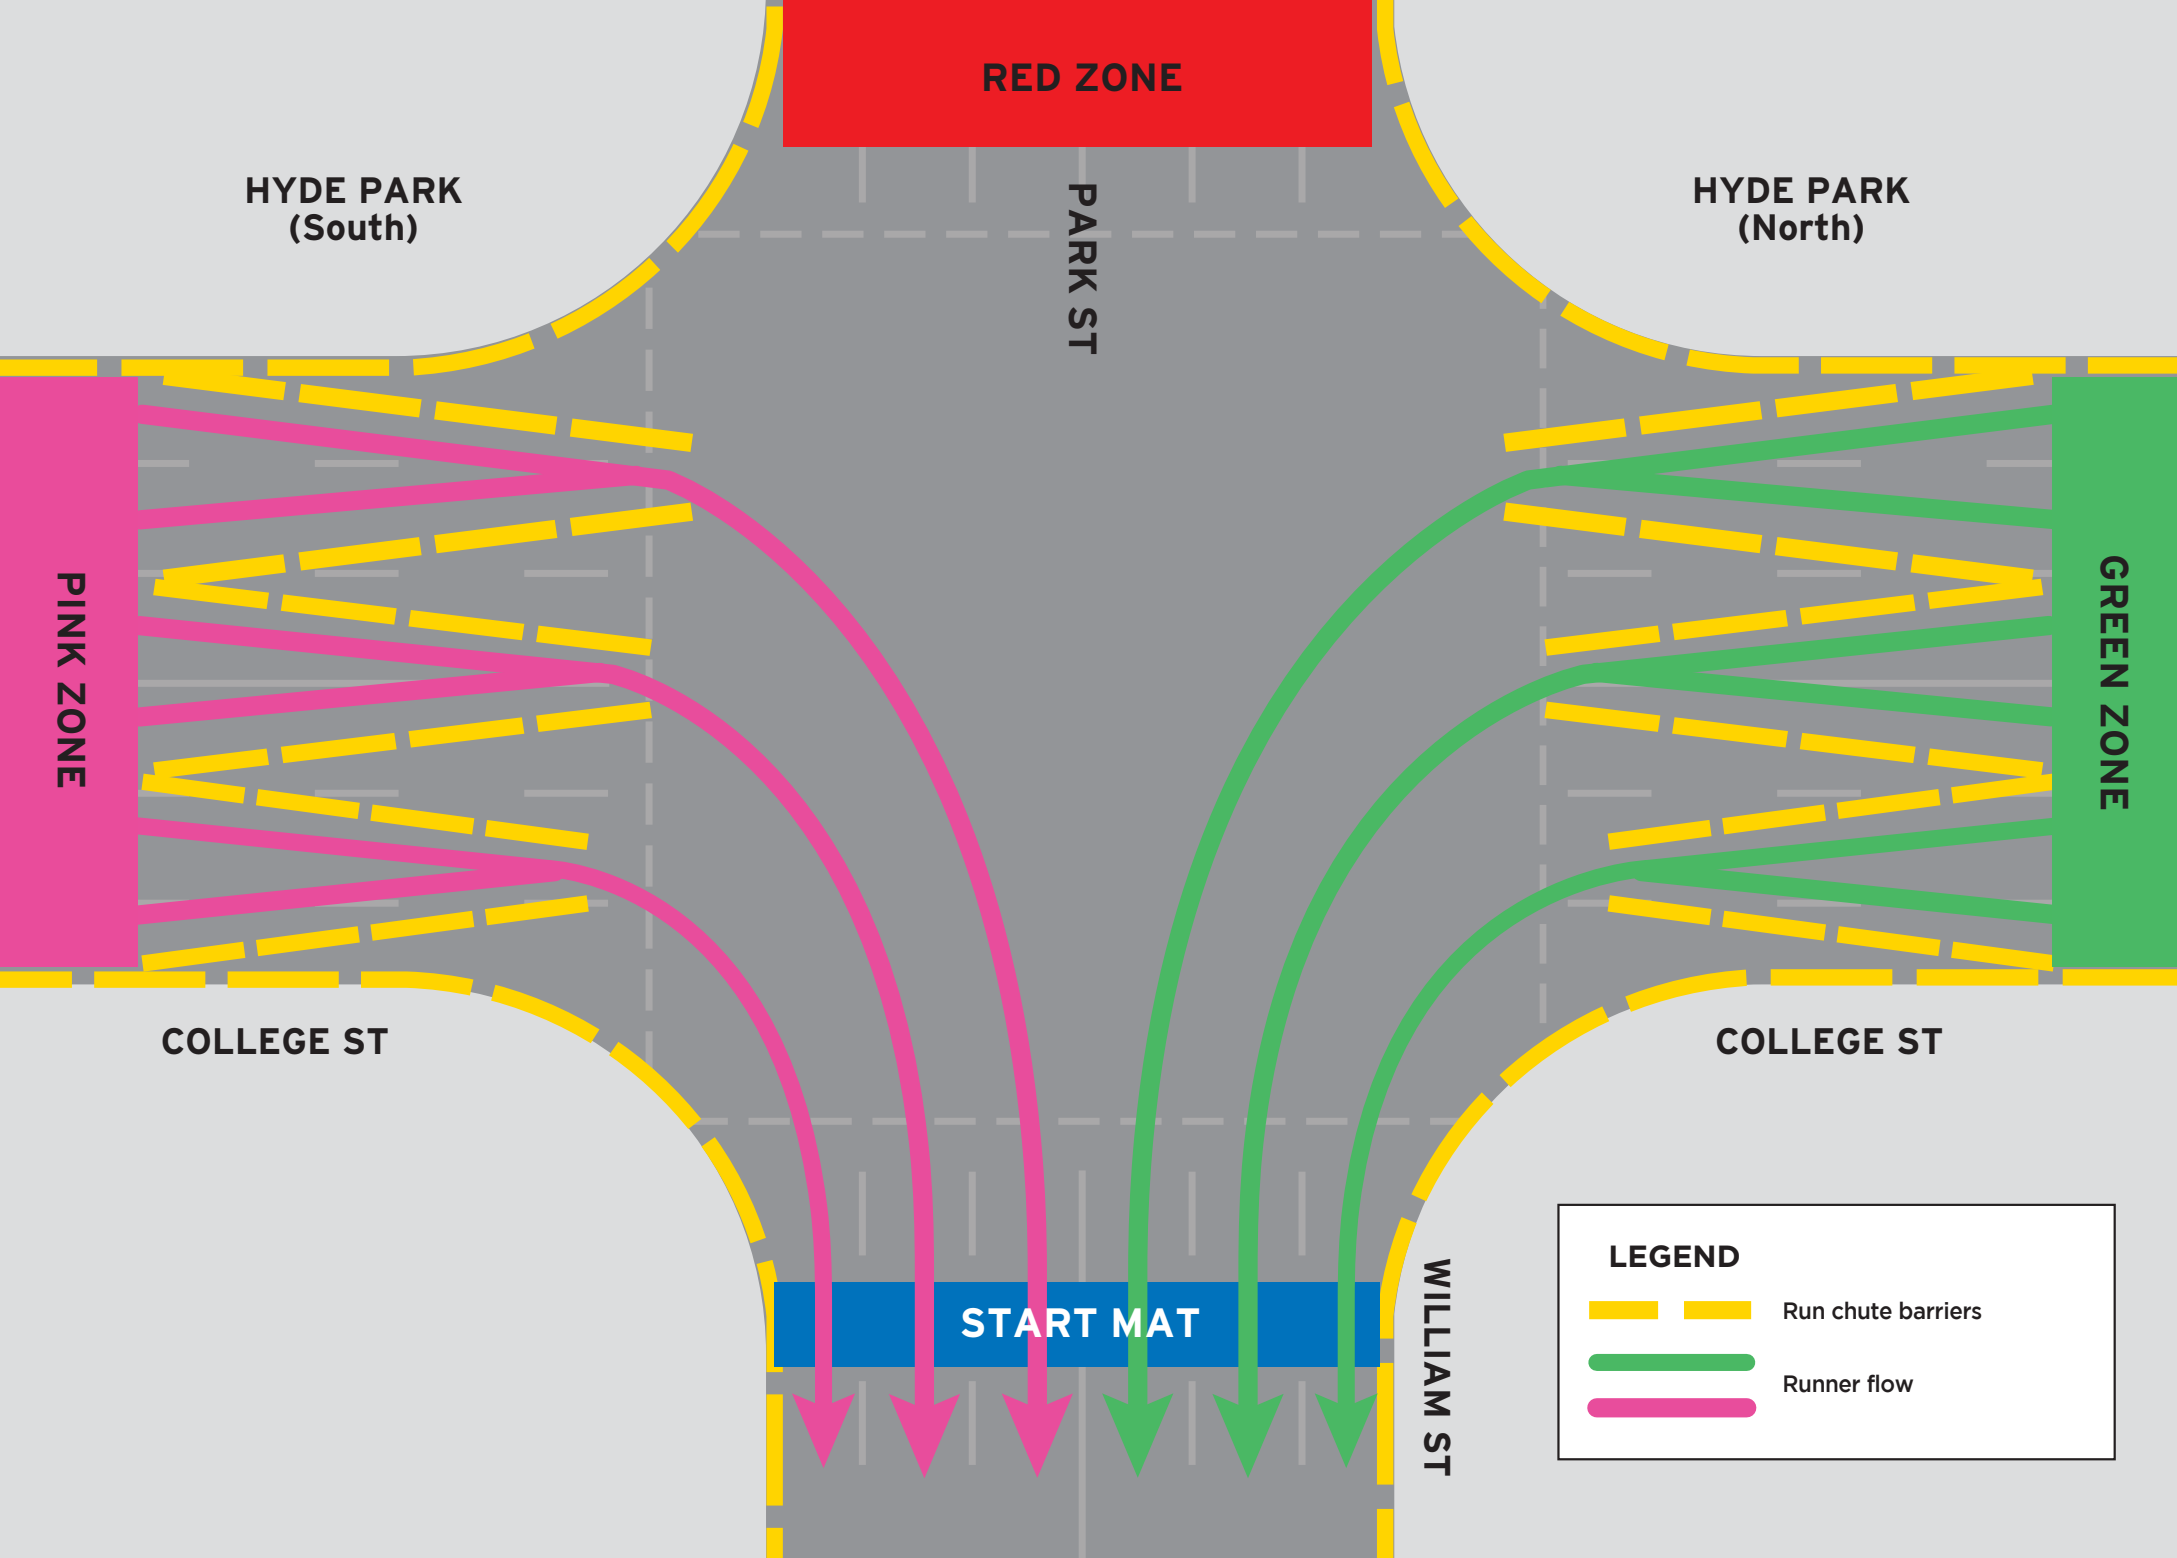 RED ZONE
HYDE PARK
(South)
PARK ST
HYDE PARK
(North)
PINK ZONE
GREEN ZONE
COLLEGE ST
COLLEGE ST
START MAT
WILLIAM ST
LEGEND
Run chute barriers
Runner flow